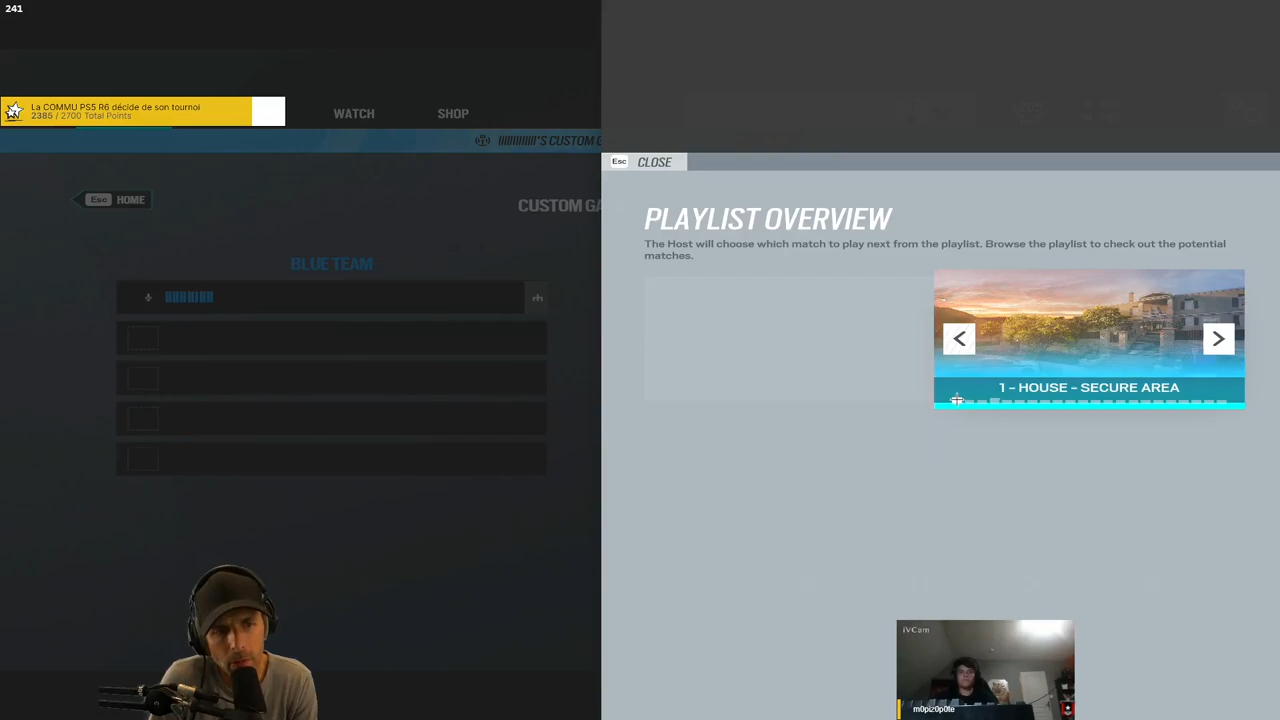 241
La COMMU PS5 R6 décide de son tournoi
2385 / 2700 Total Points
WATCH
SHOP
'S CUSTOM G
Esc CLOSE
Esc HOME
CUSTOM GA
PLAYLIST OVERVIEW
The Host will choose which match to play next from the playlist. Browse the playlist to check out the potential
matches.
BLUE TEAM
< >
1 - HOUSE - SECURE AREA
iVCam
m0piz0p0te